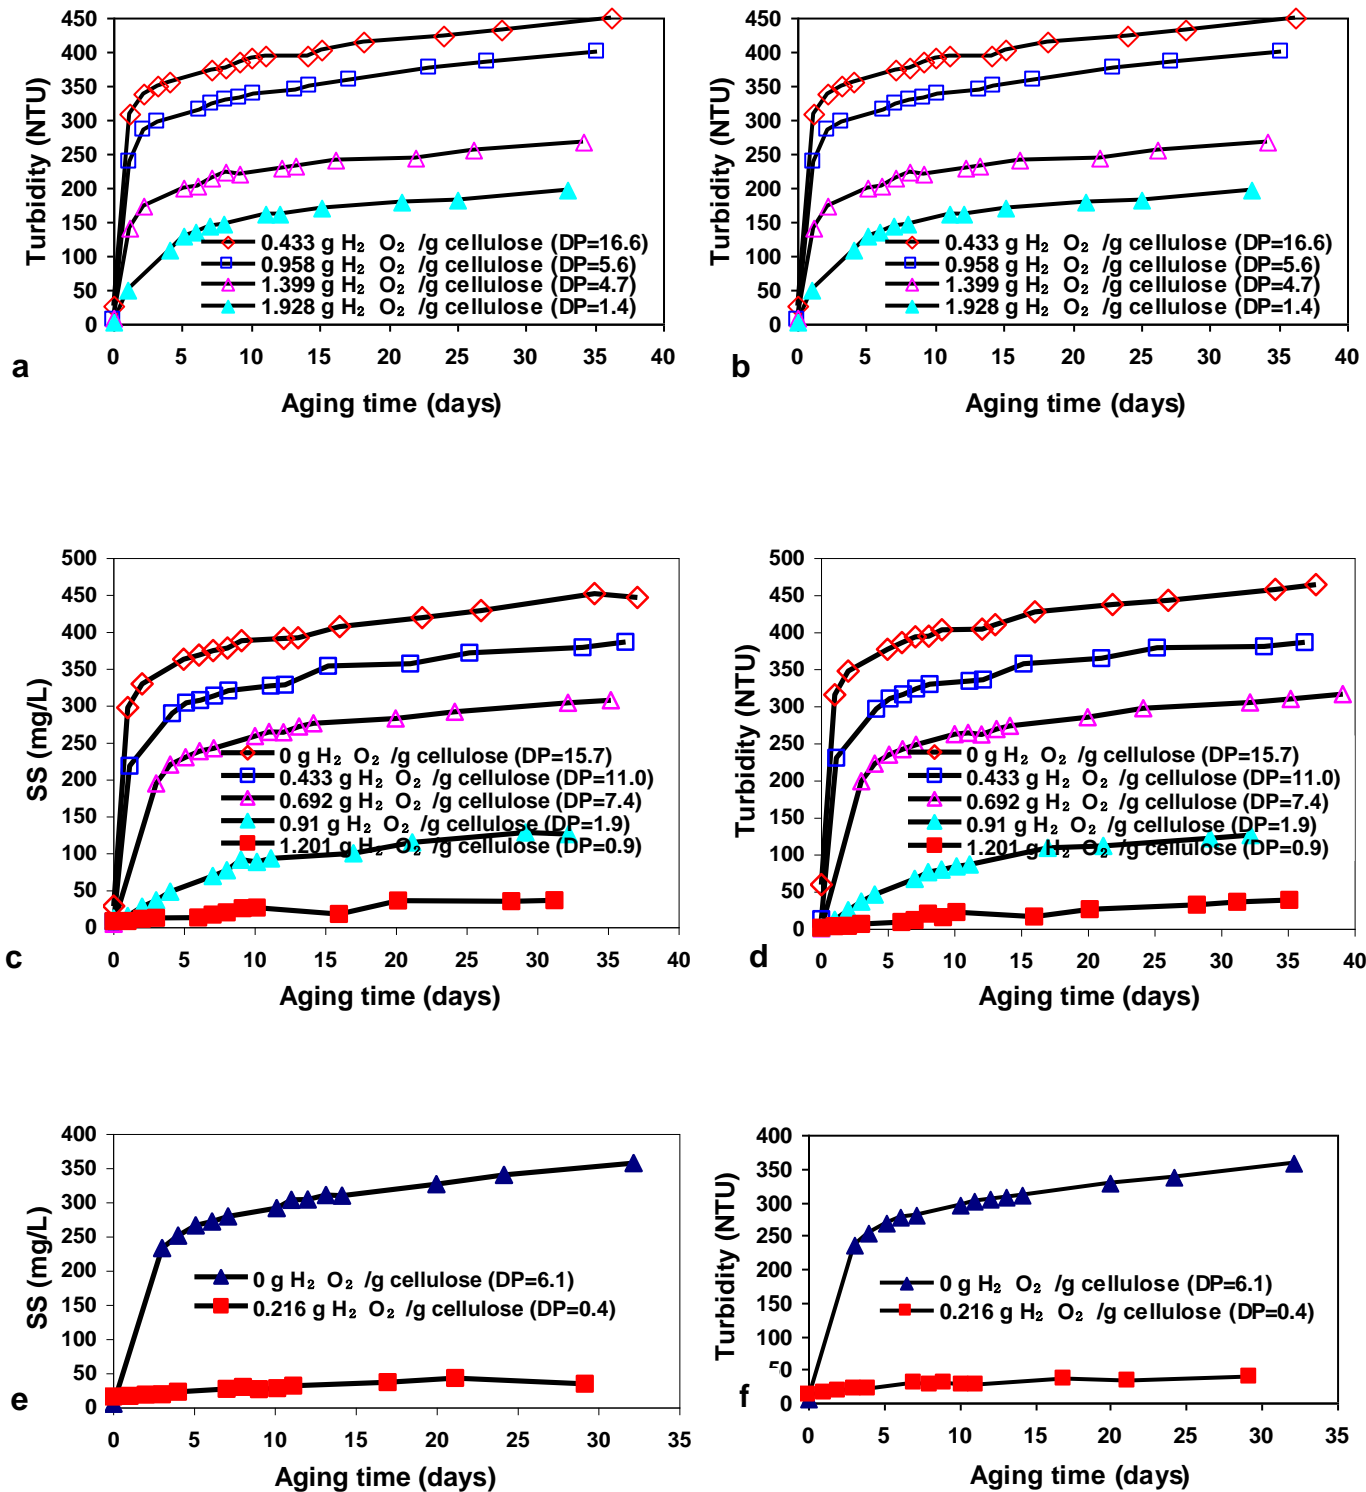 450
400
350
300
250
200
150
100
50
0
Turbidity (NTU)
0.433 g H₂ O₂ /g cellulose (DP=16.6)
0.958 g H₂ O₂ /g cellulose (DP=5.6)
1.399 g H₂ O₂ /g cellulose (DP=4.7)
1.928 g H₂ O₂ /g cellulose (DP=1.4)
0 5 10 15 20 25 30 35 40
a
Aging time (days)
450
400
350
300
250
200
150
100
50
0
Turbidity (NTU)
0.433 g H₂ O₂ /g cellulose (DP=16.6)
0.958 g H₂ O₂ /g cellulose (DP=5.6)
1.399 g H₂ O₂ /g cellulose (DP=4.7)
1.928 g H₂ O₂ /g cellulose (DP=1.4)
0 5 10 15 20 25 30 35 40
b
Aging time (days)
500
450
400
350
300
250
200
150
100
50
0
SS (mg/L)
0 g H₂ O₂ /g cellulose (DP=15.7)
0.433 g H₂ O₂ /g cellulose (DP=11.0)
0.692 g H₂ O₂ /g cellulose (DP=7.4)
0.91 g H₂ O₂ /g cellulose (DP=1.9)
1.201 g H₂ O₂ /g cellulose (DP=0.9)
0 5 10 15 20 25 30 35 40
c
Aging time (days)
500
450
400
350
300
250
200
150
100
50
0
Turbidity (NTU)
0 g H₂ O₂ /g cellulose (DP=15.7)
0.433 g H₂ O₂ /g cellulose (DP=11.0)
0.692 g H₂ O₂ /g cellulose (DP=7.4)
0.91 g H₂ O₂ /g cellulose (DP=1.9)
1.201 g H₂ O₂ /g cellulose (DP=0.9)
0 5 10 15 20 25 30 35 40
d
Aging time (days)
400
350
300
250
200
150
100
50
0
SS (mg/L)
0 g H₂ O₂ /g cellulose (DP=6.1)
0.216 g H₂ O₂ /g cellulose (DP=0.4)
0 5 10 15 20 25 30 35
e
Aging time (days)
400
350
300
250
200
150
100
50
0
Turbidity (NTU)
0 g H₂ O₂ /g cellulose (DP=6.1)
0.216 g H₂ O₂ /g cellulose (DP=0.4)
0 5 10 15 20 25 30 35
f
Aging time (days)